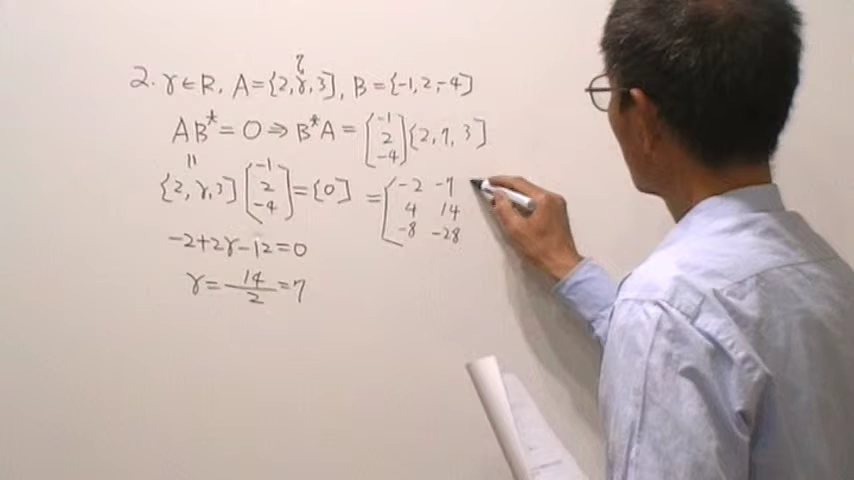 2. γ∈R, A=[2,γ,3], B=[-1,2,-4]
7
AB*=0⇒B*A=[-1 2 -4][2,7,3]
"
[2,γ,3][-1 2 -4]=[0]
=[-2 -7
4 14
-8 -28
-2+2γ-12=0
γ=14/2=7